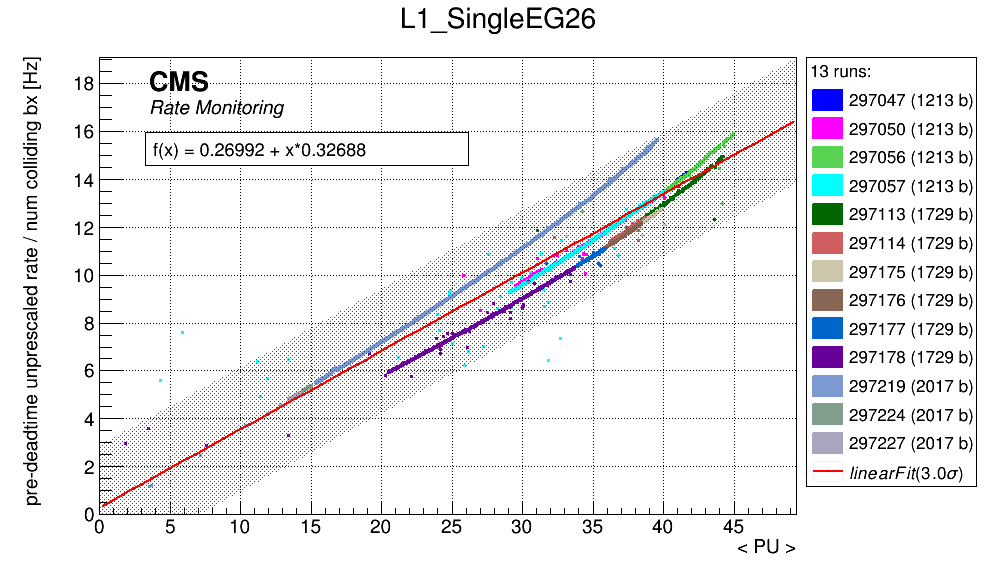 L1_SingleEG26
pre-deadtime unprescaled rate / num colliding bx [Hz]
18
16
14
12
10
8
6
4
2
0
CMS
Rate Monitoring
f(x) = 0.26992 + x*0.32688
0 5 10 15 20 25 30 35 40 45
< PU >
13 runs:
297047 (1213 b)
297050 (1213 b)
297056 (1213 b)
297057 (1213 b)
297113 (1729 b)
297114 (1729 b)
297175 (1729 b)
297176 (1729 b)
297177 (1729 b)
297178 (1729 b)
297219 (2017 b)
297224 (2017 b)
297227 (2017 b)
linearFit(3.0σ)